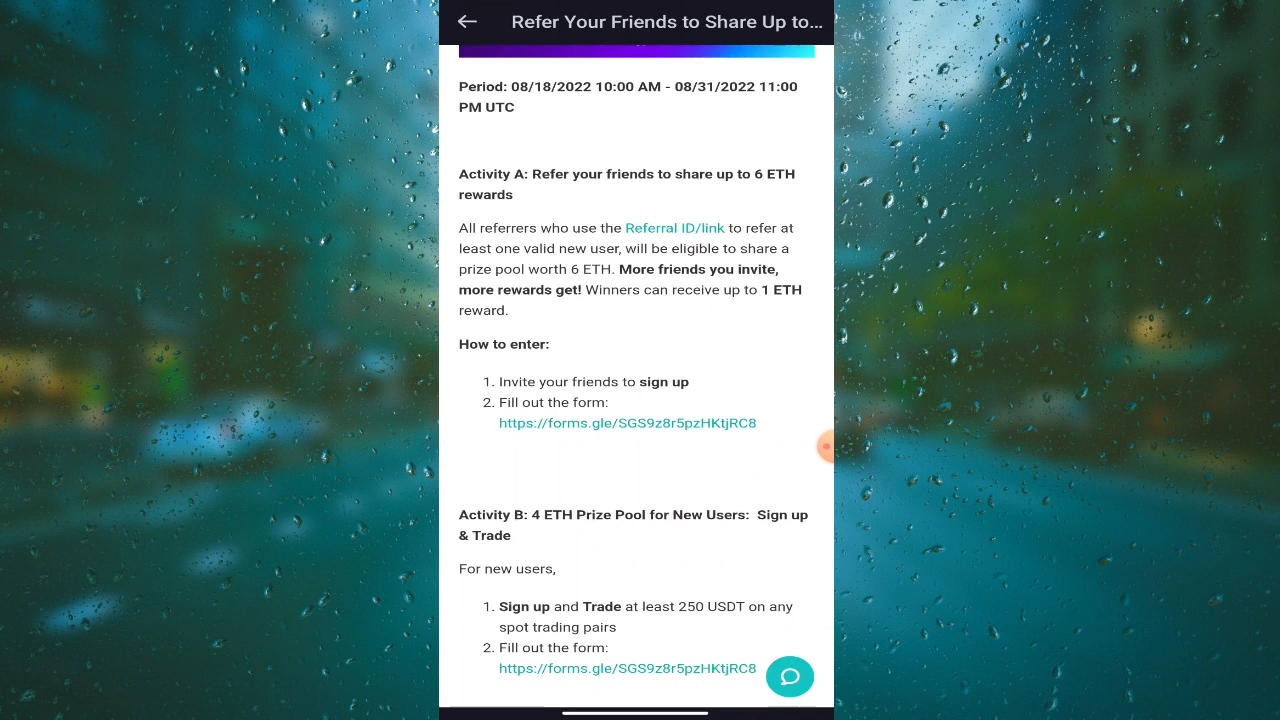 Refer Your Friends to Share Up to...
Period: 08/18/2022 10:00 AM - 08/31/2022 11:00
PM UTC
Activity A: Refer your friends to share up to 6 ETH
rewards
All referrers who use the Referral ID/link to refer at
least one valid new user, will be eligible to share a
prize pool worth 6 ETH. More friends you invite,
more rewards get! Winners can receive up to 1 ETH
reward.
How to enter:
1. Invite your friends to sign up
2. Fill out the form:
https://forms.gle/SGS9z8r5pzHKtjRC8
Activity B: 4 ETH Prize Pool for New Users:  Sign up
& Trade
For new users,
1. Sign up and Trade at least 250 USDT on any
spot trading pairs
2. Fill out the form:
https://forms.gle/SGS9z8r5pzHKtjRC8